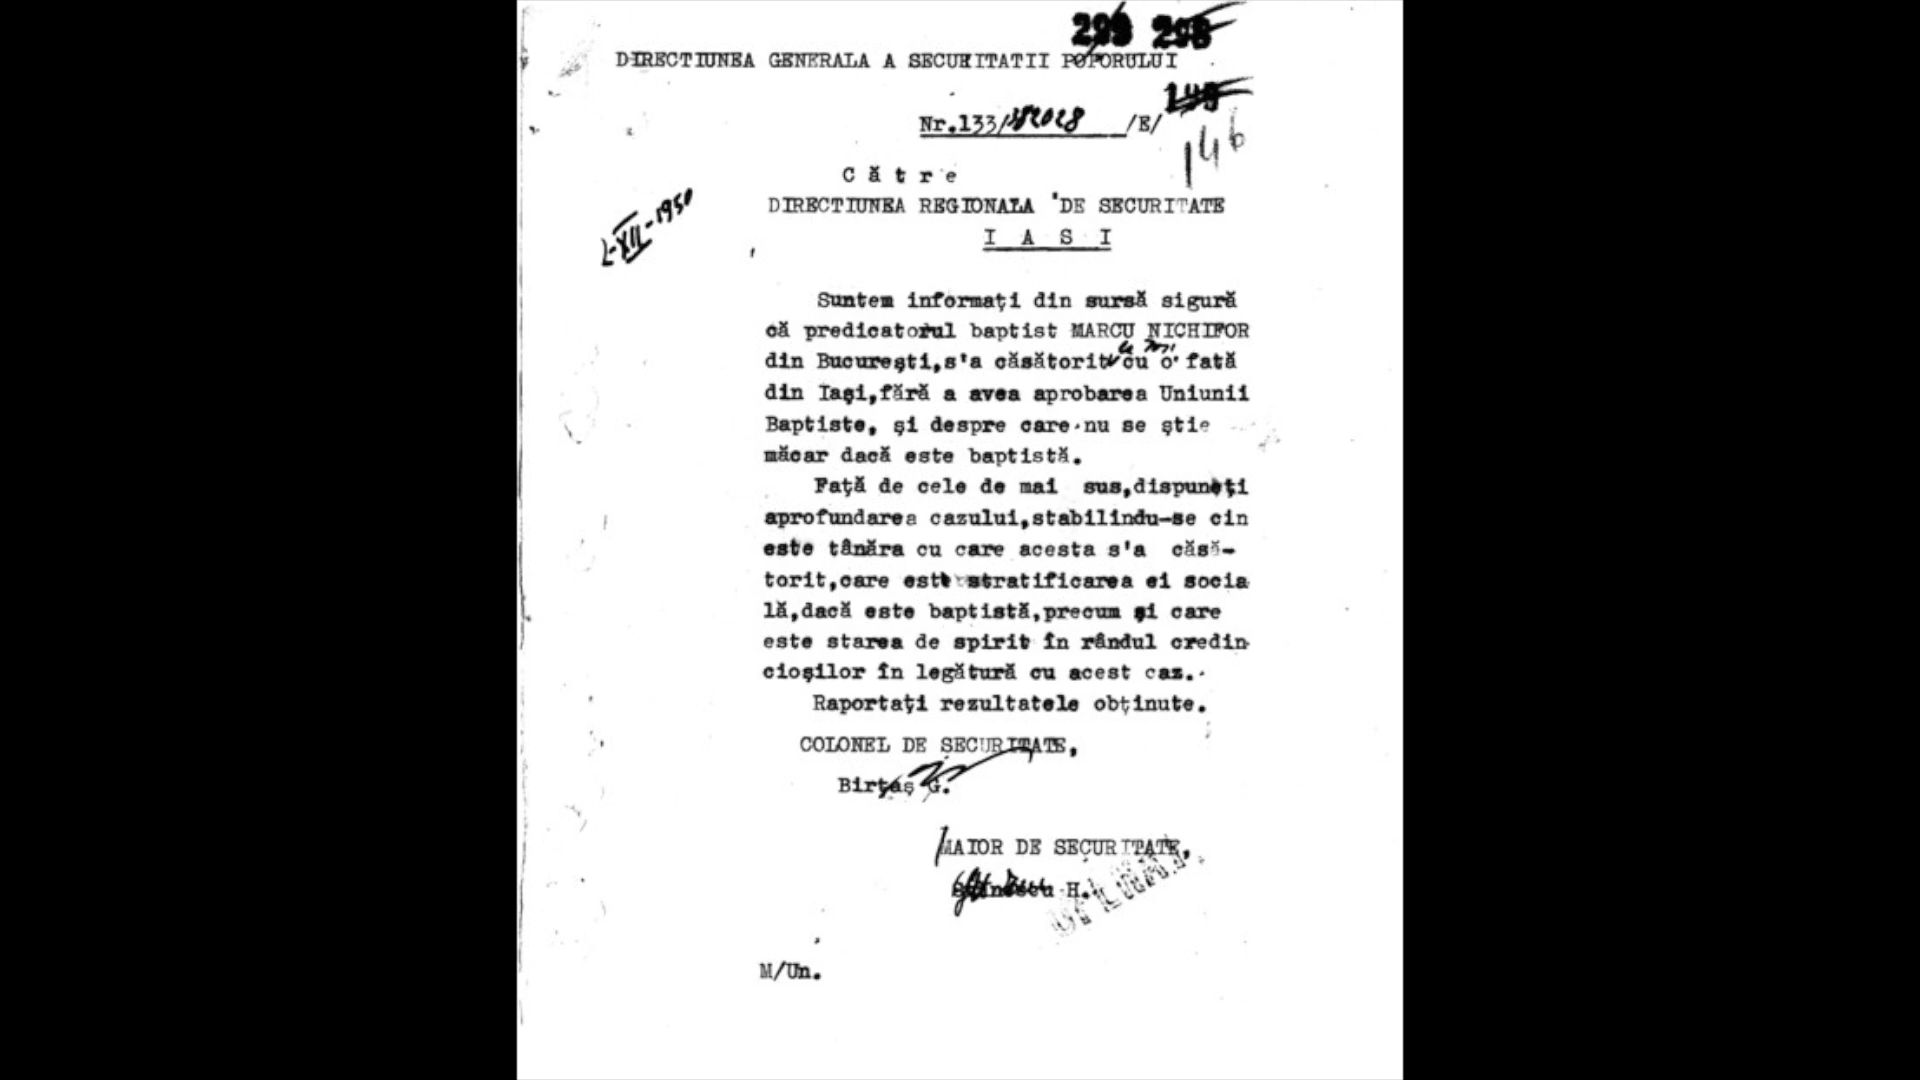 299 298
DIRECTIUNEA GENERALA A SECURITATII POPORULUI
Nr.133/ /E/
146
C ă t r e
DIRECTIUNEA REGIONALA DE SECURITATE
I A S I
XII-1950
Suntem informați din sursă sigură
că predicatorul baptist MARCU NICHIFOR
din București,s'a căsătorit cu o fată
din Iași,fără a avea aprobarea Uniunii
Baptiste, și despre care nu se știe
măcar dacă este baptistă.
Față de cele de mai sus,dispuneți
aprofundarea cazului,stabilindu-se cin
este tânăra cu care acesta s'a căsă-
torit,care este stratificarea ei socia
lă,dacă este baptistă,precum și care
este starea de spirit în rândul credin
cioșilor în legătură cu acest caz.
Raportați rezultatele obținute.
COLONEL DE SECURITATE,
Birtaș G.
MAIOR DE SECURITATE,
Stănescu H.
M/Un.